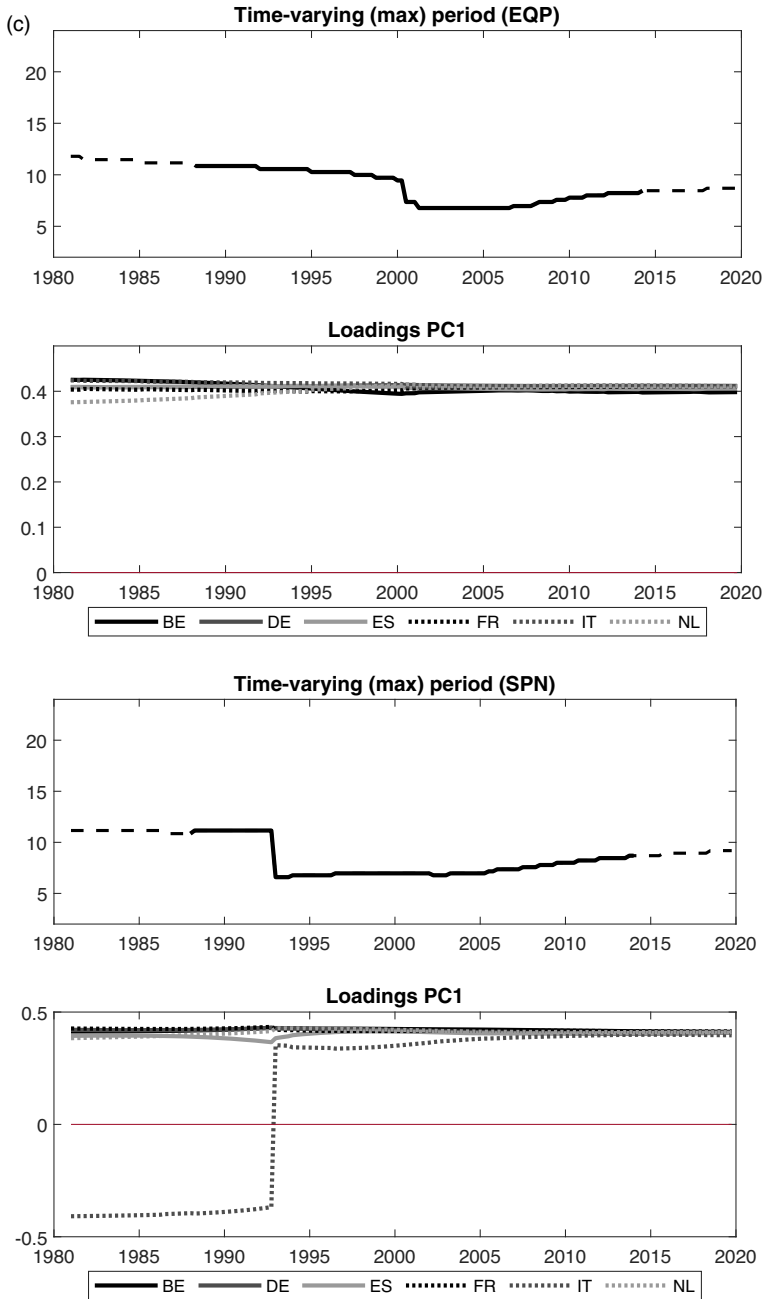 (c)
Time-varying (max) period (EQP)
20
15
10
5
1980 1985 1990 1995 2000 2005 2010 2015 2020
Loadings PC1
0.4
0.3
0.2
0.1
0
1980 1985 1990 1995 2000 2005 2010 2015 2020
BE DE ES FR IT NL
Time-varying (max) period (SPN)
20
15
10
5
1980 1985 1990 1995 2000 2005 2010 2015 2020
Loadings PC1
0.5
0
-0.5
1980 1985 1990 1995 2000 2005 2010 2015 2020
BE DE ES FR IT NL